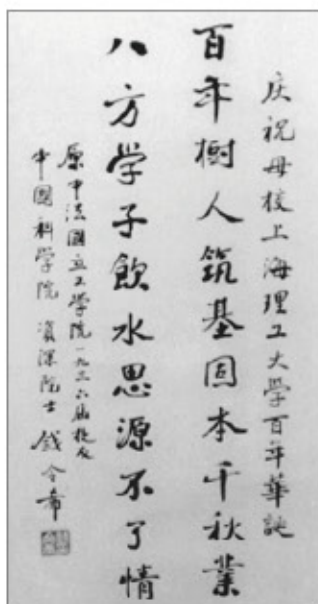 庆祝母校上海理工大學百年華誕
百年樹人筑基固本千秋業
八方学子飲水思源不了情
原中法國立工学院一九三六届校友
中國科学院資深院士 錢令希